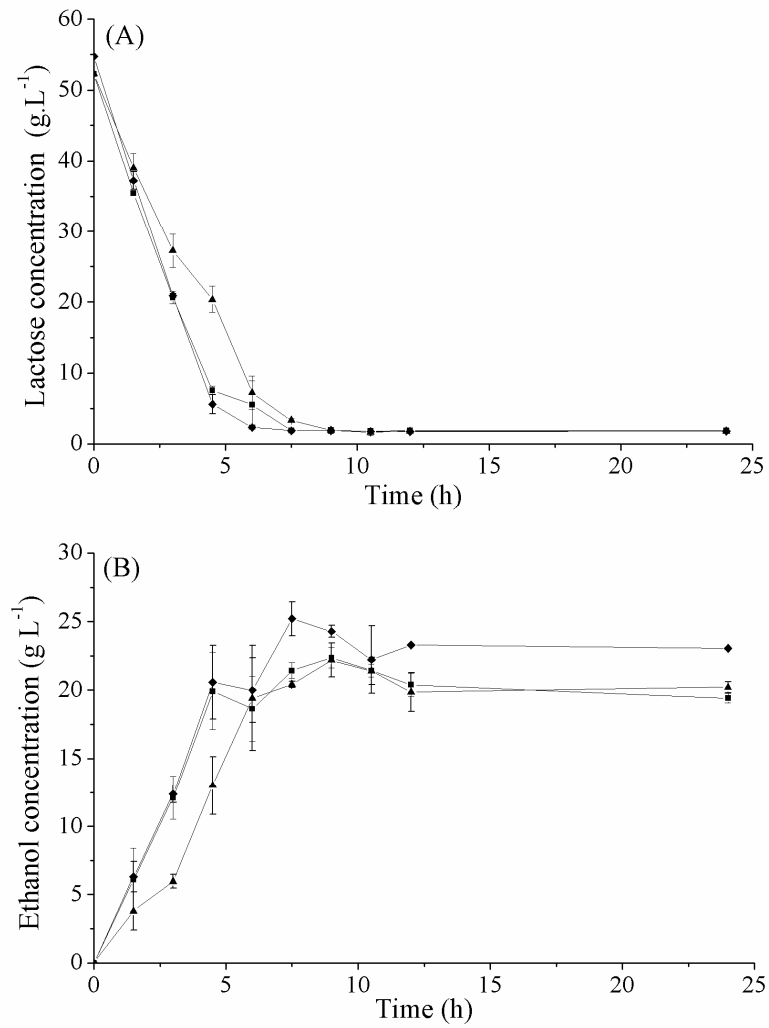 (A)
Lactose concentration (g.L⁻¹)
60
50
40
30
20
10
0
0 5 10 15 20 25
Time (h)
(B)
Ethanol concentration (g L⁻¹)
30
25
20
15
10
5
0
0 5 10 15 20 25
Time (h)